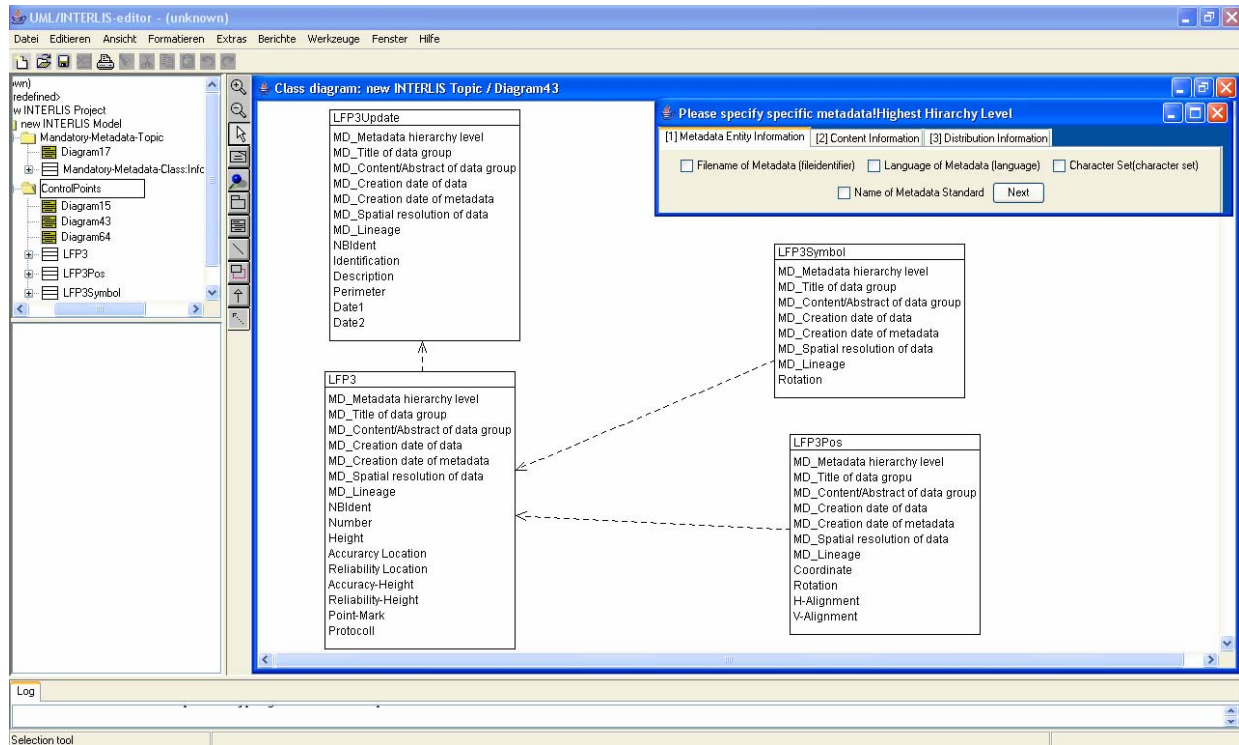 UML/INTERLIS-editor - (unknown)
Datei Editieren Ansicht Formatieren Extras Berichte Werkzeuge Fenster Hilfe
wn)
redefined>
w INTERLIS Project
new INTERLIS Model
Mandatory-Metadata-Topic
Diagram17
Mandatory-Metadata-Class:Infc
ControlPoints
Diagram15
Diagram43
Diagram64
LFP3
LFP3Pos
LFP3Symbol
Class diagram: new INTERLIS Topic / Diagram43
LFP3Update
MD_Metadata hierarchy level
MD_Title of data group
MD_Content/Abstract of data group
MD_Creation date of data
MD_Creation date of metadata
MD_Spatial resolution of data
MD_Lineage
NBIdent
Identification
Description
Perimeter
Date1
Date2
LFP3
MD_Metadata hierarchy level
MD_Title of data group
MD_Content/Abstract of data group
MD_Creation date of data
MD_Creation date of metadata
MD_Spatial resolution of data
MD_Lineage
NBIdent
Number
Height
Accurarcy Location
Reliability Location
Accuracy-Height
Reliability-Height
Point-Mark
Protocoll
Please specify specific metadata!Highest Hirarchy Level
[1] Metadata Entity Information [2] Content Information [3] Distribution Information
Filename of Metadata (fileidentifier) Language of Metadata (language) Character Set(character set)
Name of Metadata Standard Next
LFP3Symbol
MD_Metadata hierarchy level
MD_Title of data group
MD_Content/Abstract of data group
MD_Creation date of data
MD_Creation date of metadata
MD_Spatial resolution of data
MD_Lineage
Rotation
LFP3Pos
MD_Metadata hierarchy level
MD_Title of data gropu
MD_Content/Abstract of data group
MD_Creation date of data
MD_Creation date of metadata
MD_Spatial resolution of data
MD_Lineage
Coordinate
Rotation
H-Alignment
V-Alignment
Log
Selection tool